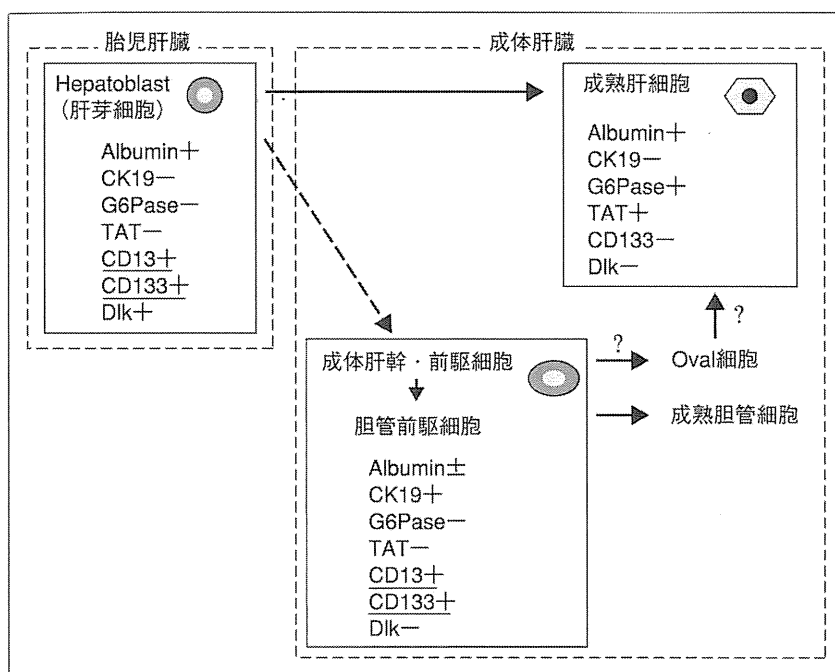 胎児肝臓
Hepatoblast
(肝芽細胞)
Albumin+
CK19−
G6Pase−
TAT−
CD13+
CD133+
Dlk+
成体肝臓
成熟肝細胞
Albumin+
CK19−
G6Pase+
TAT+
CD133−
Dlk−
?
?
Oval細胞
成熟胆管細胞
成体肝幹・前駆細胞
胆管前駆細胞
Albumin±
CK19+
G6Pase−
TAT−
CD13+
CD133+
Dlk−